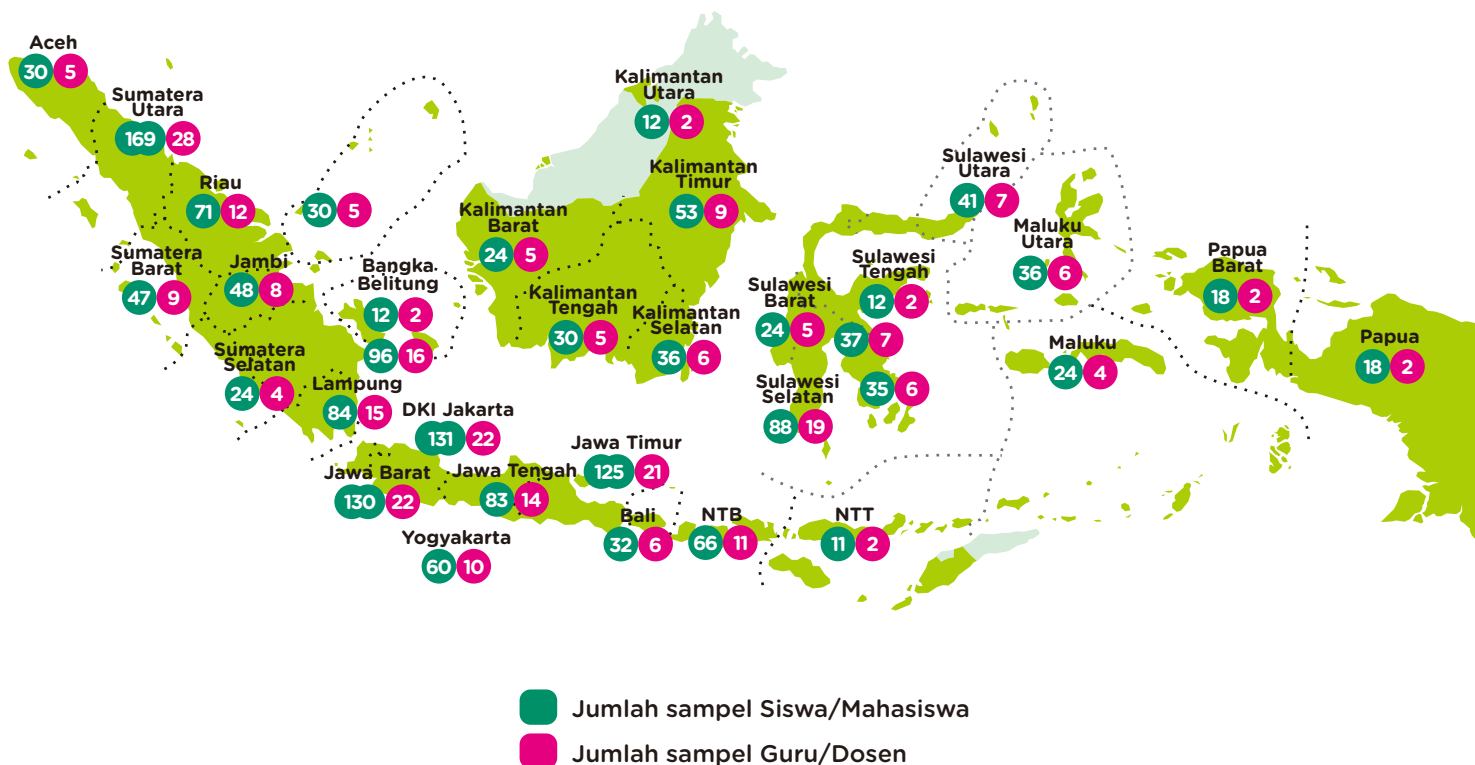 Aceh
30 5
Sumatera
Utara
169 28
Riau
71 12
30 5
Sumatera
Barat
47 9
Jambi
48 8
Bangka
Belitung
12 2
96 16
Sumatera
Selatan
24 4
Lampung
84 15
DKI Jakarta
131 22
Jawa Barat
130 22
Jawa Tengah
83 14
Jawa Timur
125 21
Yogyakarta
60 10
Bali
32 6
NTB
66 11
NTT
11 2
Kalimantan
Utara
12 2
Kalimantan
Timur
53 9
Kalimantan
Barat
24 5
Kalimantan
Tengah
30 5
Kalimantan
Selatan
36 6
Sulawesi
Utara
41 7
Sulawesi
Tengah
12 2
Sulawesi
Barat
24 5
37 7
35 6
Sulawesi
Selatan
88 19
Maluku
Utara
36 6
Maluku
24 4
Papua
Barat
18 2
Papua
18 2
Jumlah sampel Siswa/Mahasiswa
Jumlah sampel Guru/Dosen